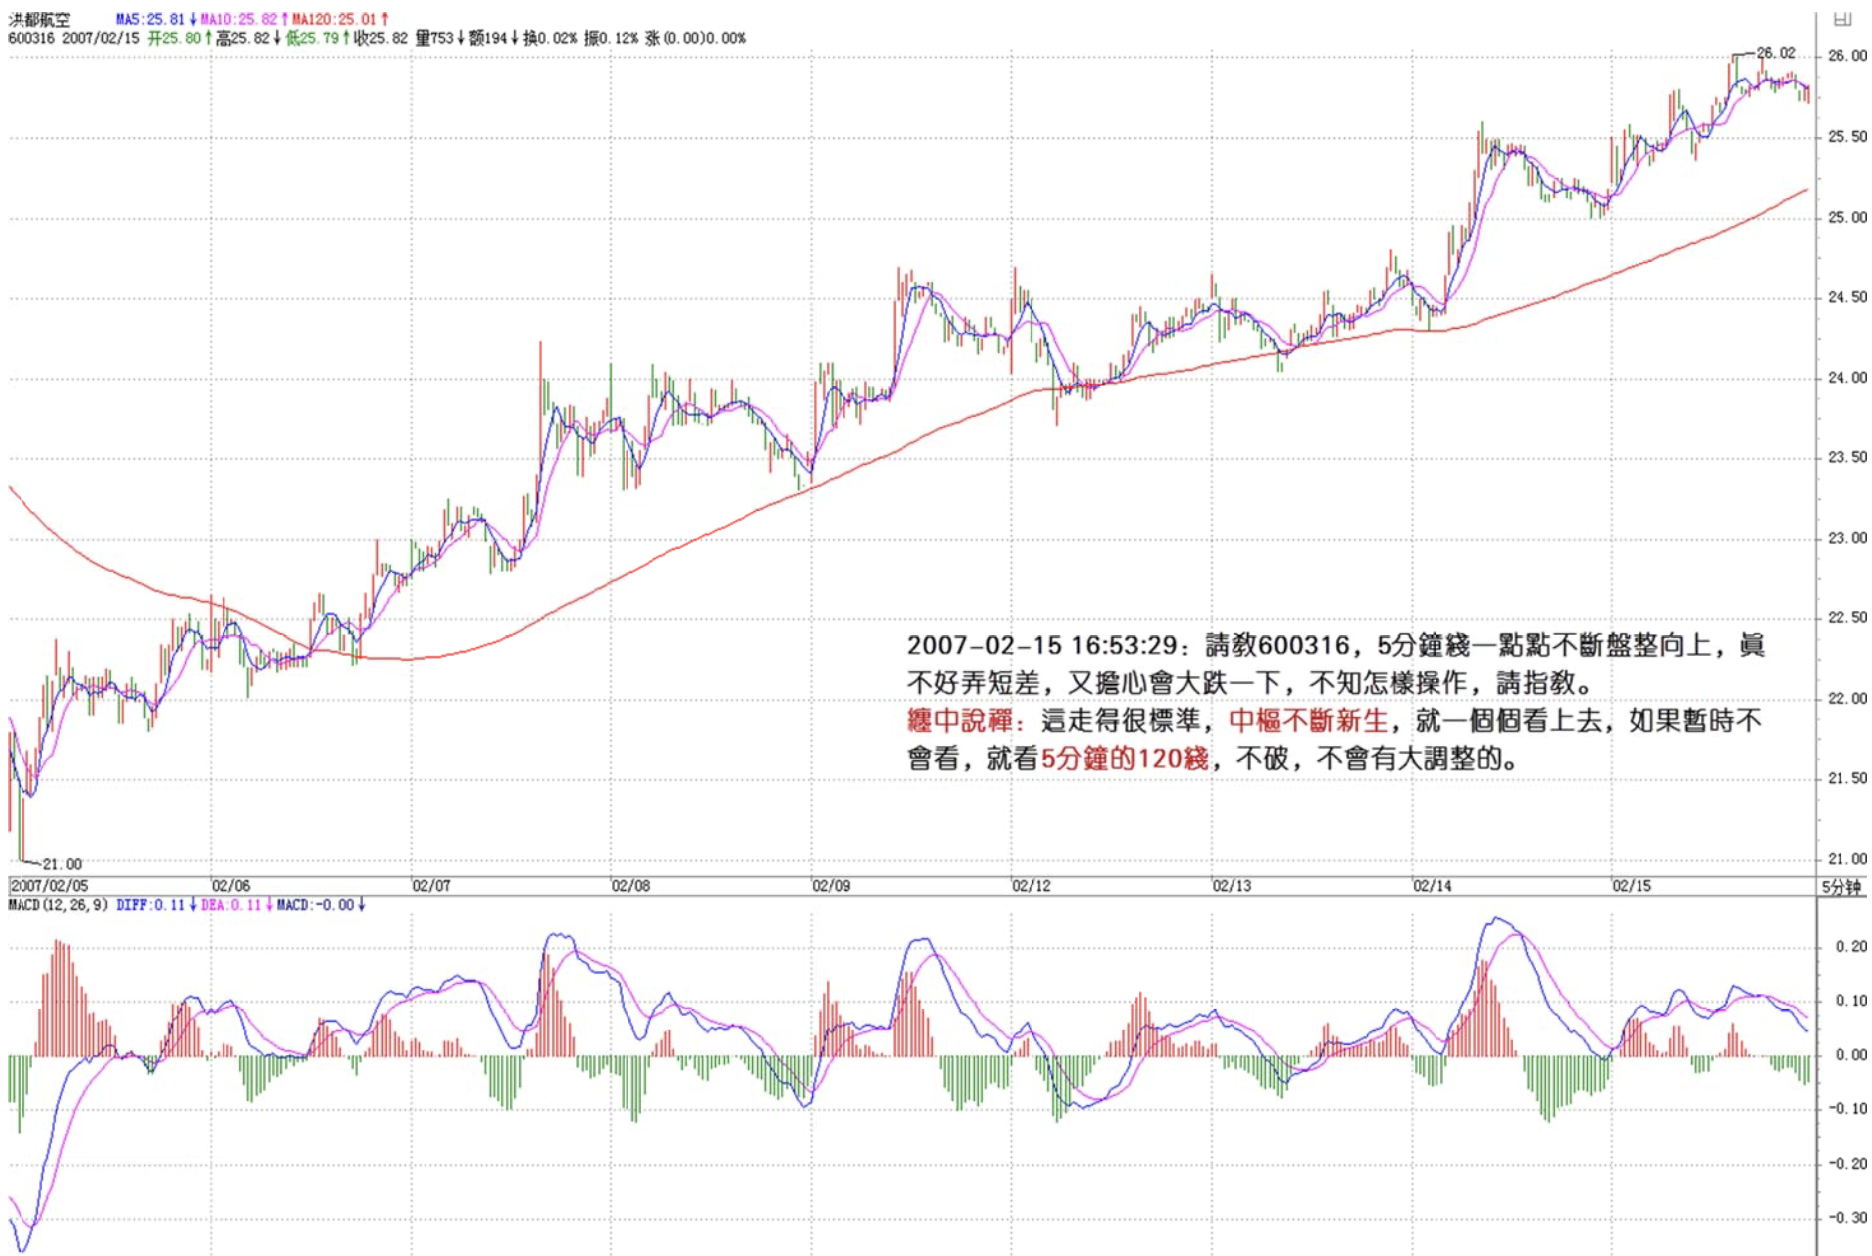 洪都航空 MA5:25.81↓ MA10:25.82↑ MA120:25.01↑
600316 2007/02/15 开25.80↑高25.82↓低25.79↑收25.82 量753↓额194↓换0.02% 振0.12% 涨(0.00)0.00%
26.02
26.00
25.50
25.00
24.50
24.00
23.50
23.00
22.50
2007-02-15 16:53:29：請教600316，5分鐘綫一點點不斷盤整向上，眞
不好弄短差，又擔心會大跌一下，不知怎樣操作，請指教。
22.00
纏中說禪：這走得很標準，中樞不斷新生，就一個個看上去，如果暫時不
會看，就看5分鐘的120綫，不破，不會有大調整的。
21.50
21.00
21.00
2007/02/05 02/06 02/07 02/08 02/09 02/12 02/13 02/14 02/15 5分钟
MACD(12,26,9) DIFF:0.11↓ DEA:0.11↓ MACD:-0.00↓
0.20
0.10
0.00
-0.10
-0.20
-0.30